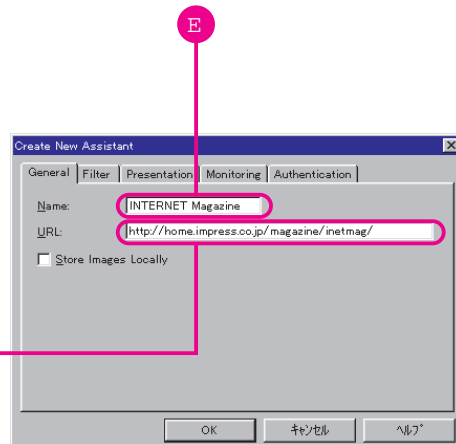 E
Create New Assistant
General Filter Presentation Monitoring Authentication
Name: INTERNET Magazine
URL: http://home.impress.co.jp/magazine/inetmag/
Store Images Locally
OK ｷｬﾝｾﾙ ﾍﾙﾌﾟ